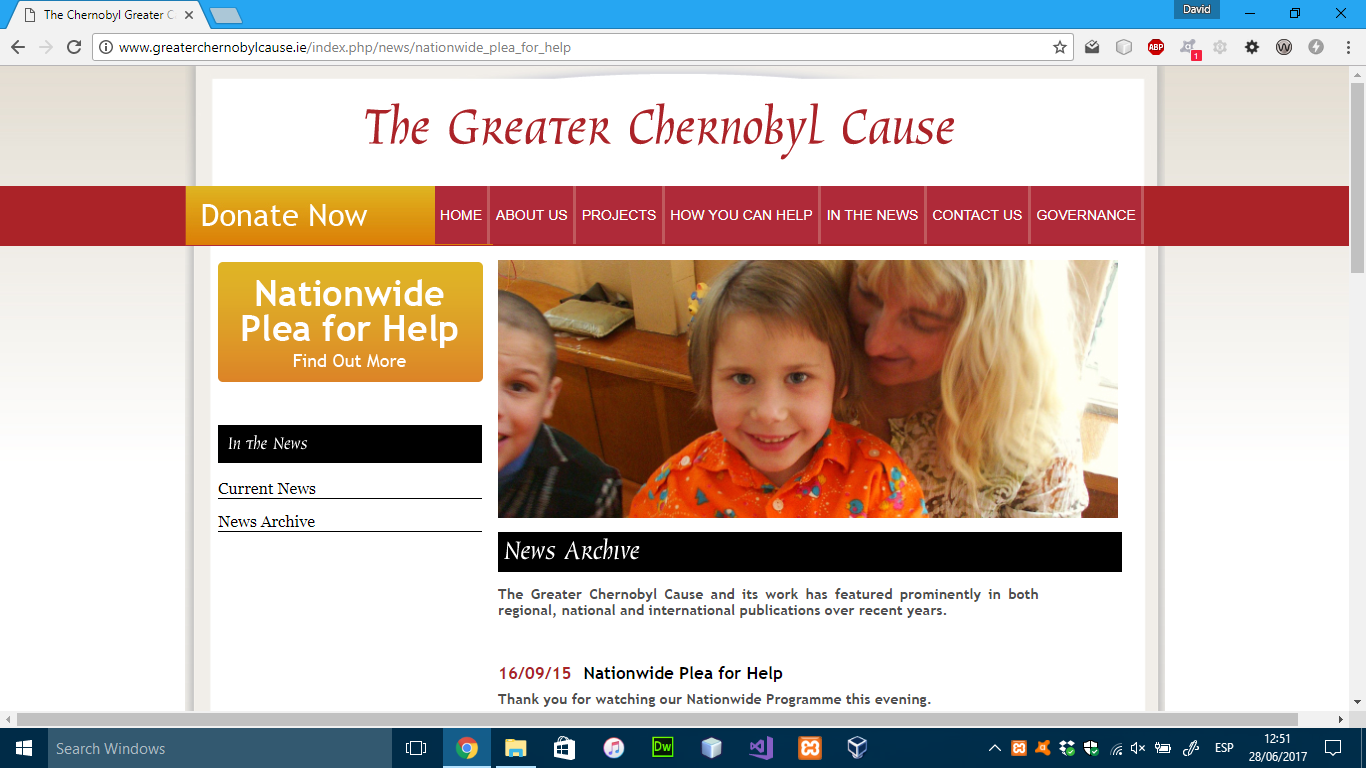 The Chernobyl Greater C
David
www.greaterchernobylcause.ie/index.php/news/nationwide_plea_for_help
ABP
1
W
The Greater Chernobyl Cause
Donate Now
HOME
ABOUT US
PROJECTS
HOW YOU CAN HELP
IN THE NEWS
CONTACT US
GOVERNANCE
Nationwide
Plea for Help
Find Out More
In The News
Current News
News Archive
News Archive
The Greater Chernobyl Cause and its work has featured prominently in both
regional, national and international publications over recent years.
16/09/15 Nationwide Plea for Help
Thank you for watching our Nationwide Programme this evening.
Search Windows
Dw
ESP
12:51
28/06/2017